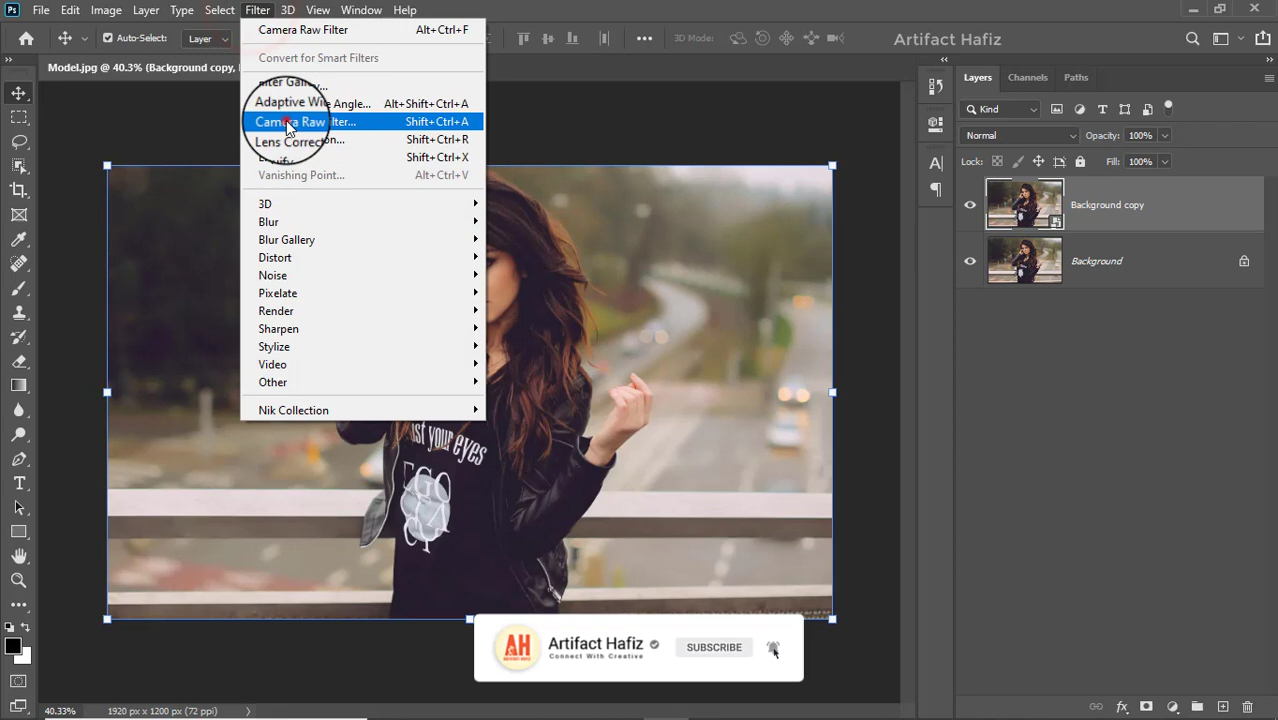 Ps File Edit Image Layer Type Select Filter 3D View Window Help
Auto-Select: Layer 3D Mode: Artifact Hafiz
Model.jpg @ 40.3% (Background copy,
Camera Raw Filter Alt+Ctrl+F
Convert for Smart Filters
Adaptive Wide Angle... Alt+Shift+Ctrl+A
Camera Raw Filter... Shift+Ctrl+A
Lens Correction... Shift+Ctrl+R
Shift+Ctrl+X
Vanishing Point... Alt+Ctrl+V
3D
Blur
Blur Gallery
Distort
Noise
Pixelate
Render
Sharpen
Stylize
Video
Other
Nik Collection
Layers Channels Paths
Kind
Normal Opacity: 100%
Lock: Fill: 100%
Background copy
Background
your eyes
Artifact Hafiz
Connect With Creative
AH
SUBSCRIBE
40.33% 1920 px x 1200 px (72 ppi)